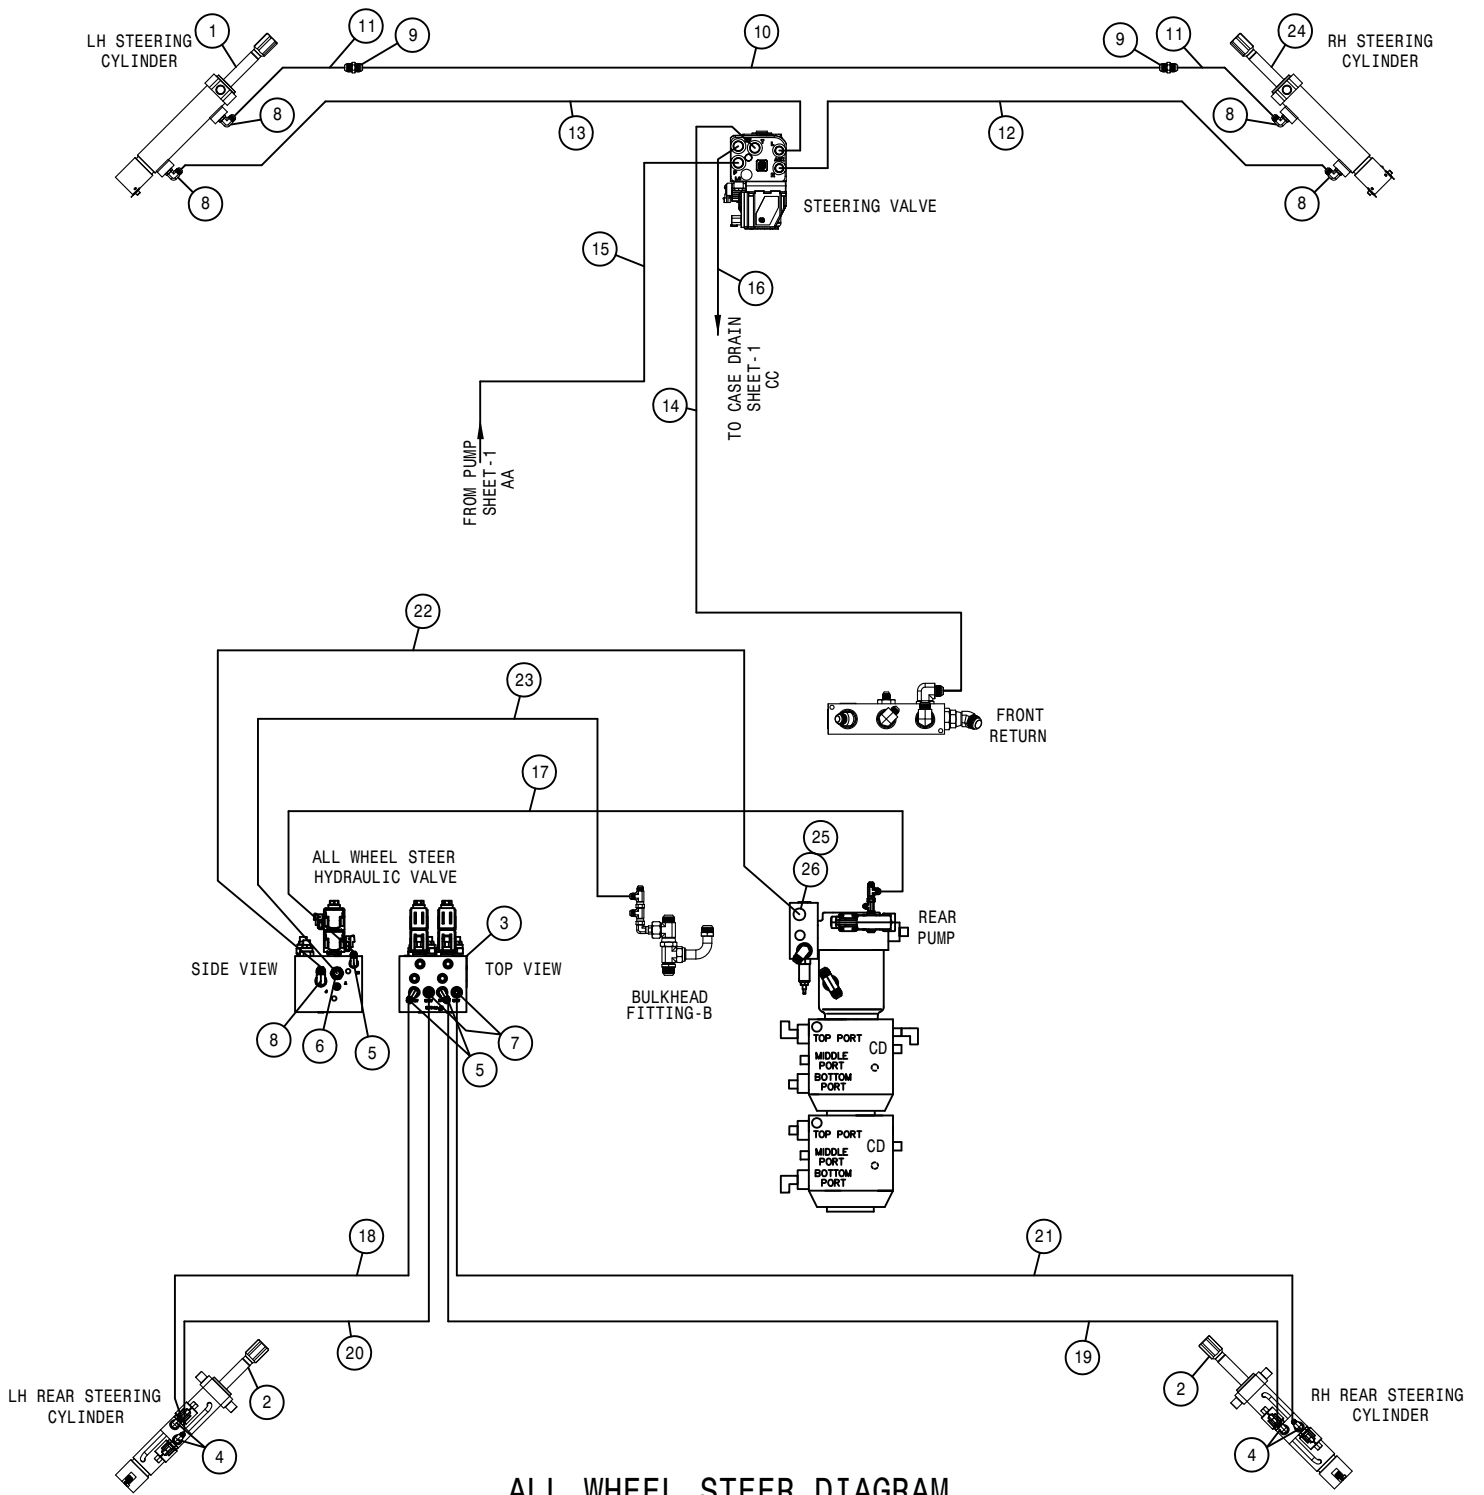 LH STEERING
CYLINDER
1
11
9
10
9
11
24
RH STEERING
CYLINDER
8
13
12
8
8
8
STEERING VALVE
15
16
TO CASE DRAIN
SHEET-1
CC
14
FROM PUMP
SHEET-1
AA
22
23
FRONT
RETURN
17
25
26
ALL WHEEL STEER
HYDRAULIC VALVE
3
REAR
PUMP
SIDE VIEW
TOP VIEW
BULKHEAD
FITTING-B
8
6
5
5
7
TOP PORT
CD
MIDDLE
PORT
BOTTOM
PORT
TOP PORT
CD
MIDDLE
PORT
BOTTOM
PORT
18
21
20
19
LH REAR STEERING
CYLINDER
2
4
2
RH REAR STEERING
CYLINDER
4
ALL WHEEL STEER DIAGRAM